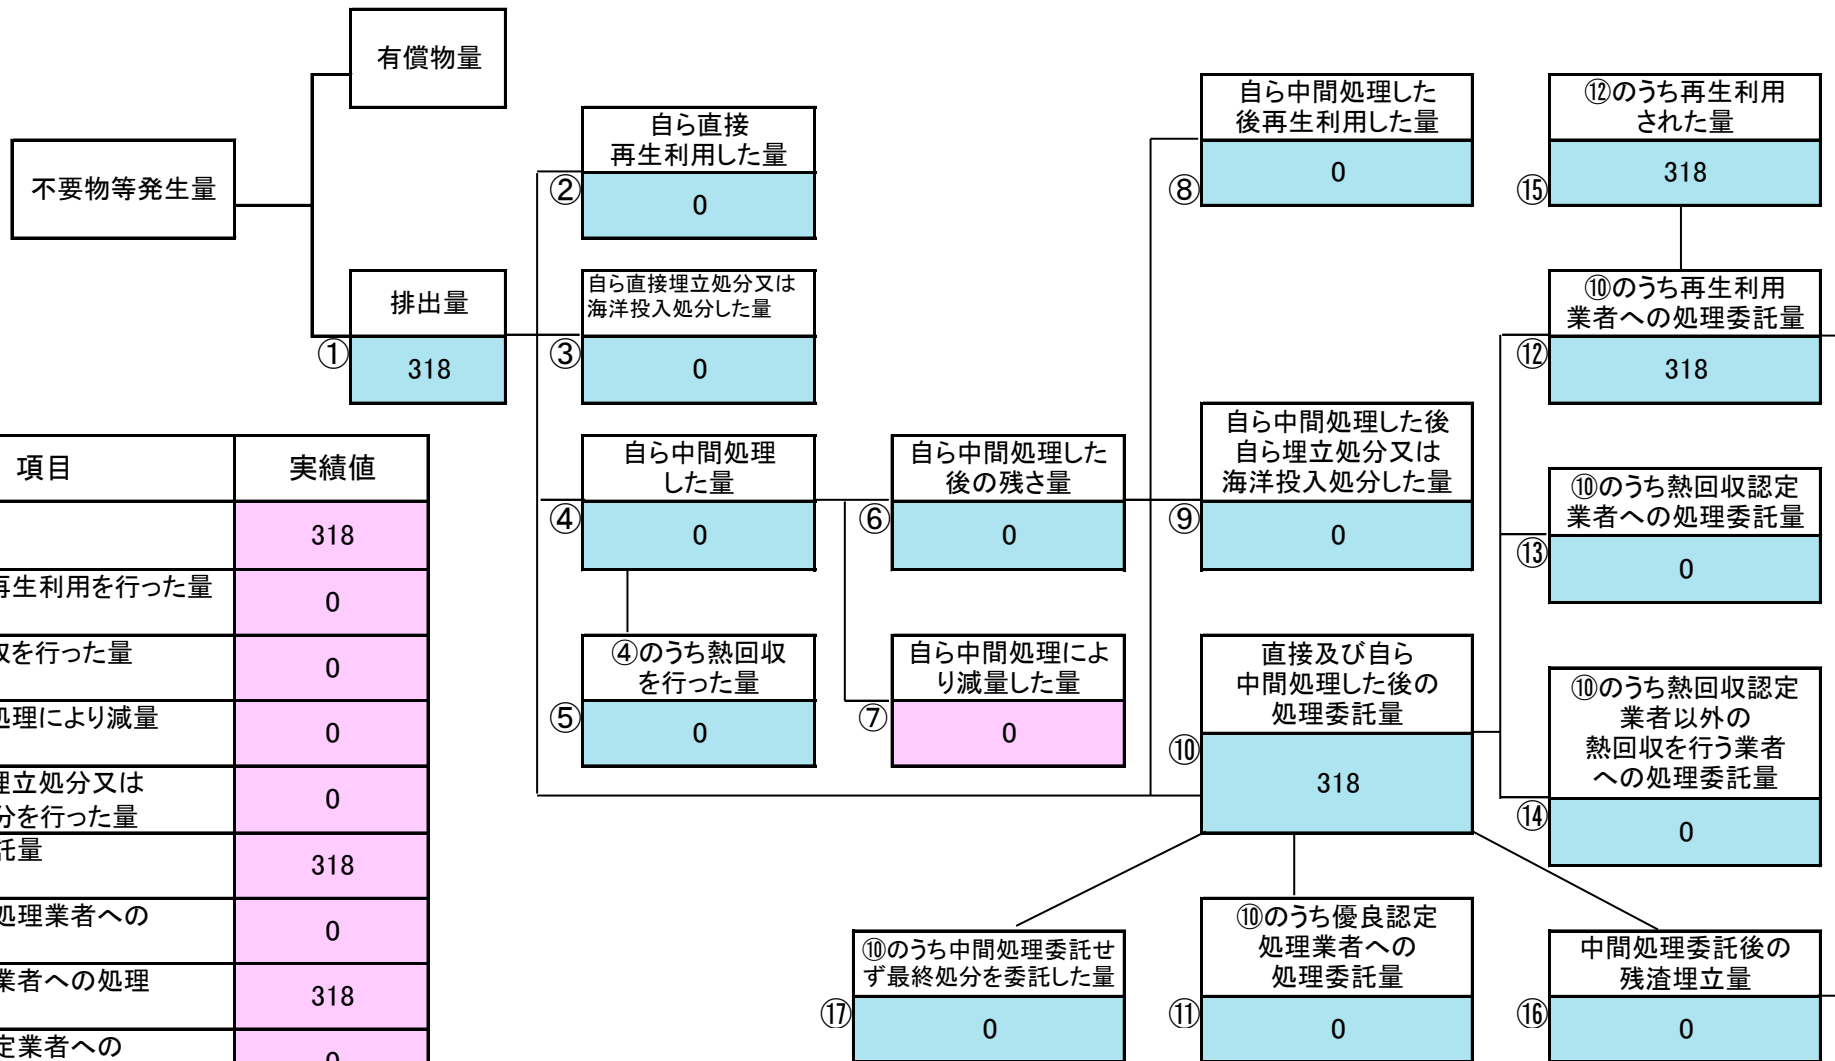 有償物量
不要物等発生量
排出量
①
318
自ら直接
再生利用した量
②
0
自ら直接埋立処分又は
海洋投入処分した量
③
0
自ら中間処理
した量
④
0
④のうち熱回収
を行った量
⑤
0
自ら中間処理した
後の残さ量
⑥
0
自ら中間処理によ
り減量した量
⑦
0
自ら中間処理した
後再生利用した量
⑧
0
自ら中間処理した後
自ら埋立処分又は
海洋投入処分した量
⑨
0
直接及び自ら
中間処理した後の
処理委託量
⑩
318
⑫のうち再生利用
された量
⑮
318
⑩のうち再生利用
業者への処理委託量
⑫
318
⑩のうち熱回収認定
業者への処理委託量
⑬
0
⑩のうち熱回収認定
業者以外の
熱回収を行う業者
への処理委託量
⑭
0
⑩のうち中間処理委託せ
ず最終処分を委託した量
⑰
0
⑩のうち優良認定
処理業者への
処理委託量
⑪
0
中間処理委託後の
残渣埋立量
⑯
0
項目 実績値
318
再生利用を行った量 0
を行った量 0
処理により減量 0
埋立処分又は
分を行った量 0
託量 318
処理業者への 0
業者への処理 318
定業者への 0